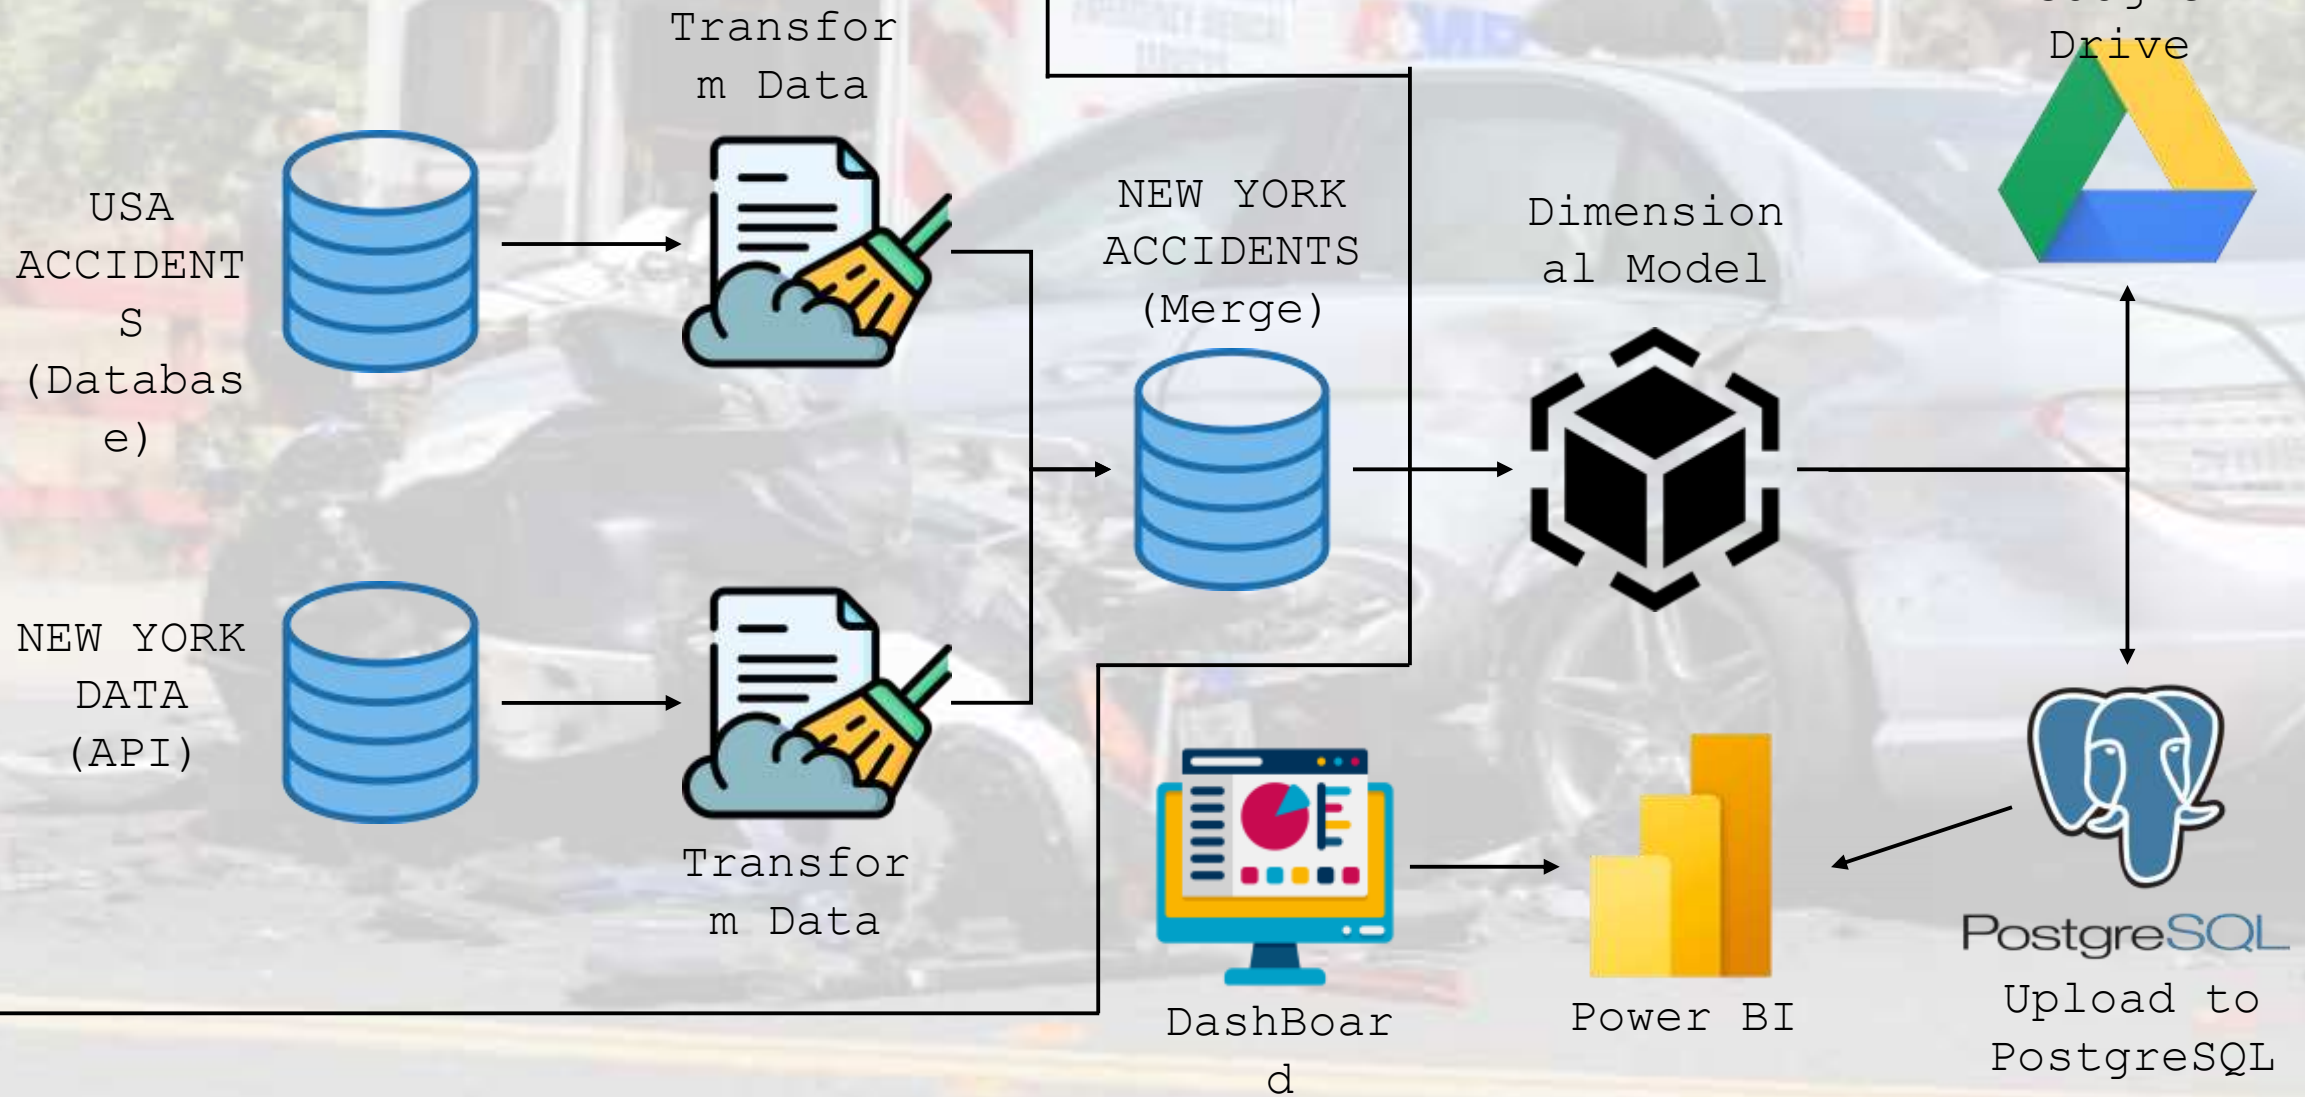 Transfor
m Data
Drive
USA
ACCIDENT
S
(Databas
e)
NEW YORK
ACCIDENTS
(Merge)
Dimension
al Model
NEW YORK
DATA
(API)
Transfor
m Data
DashBoar
d
Power BI
PostgreSQL
Upload to
PostgreSQL